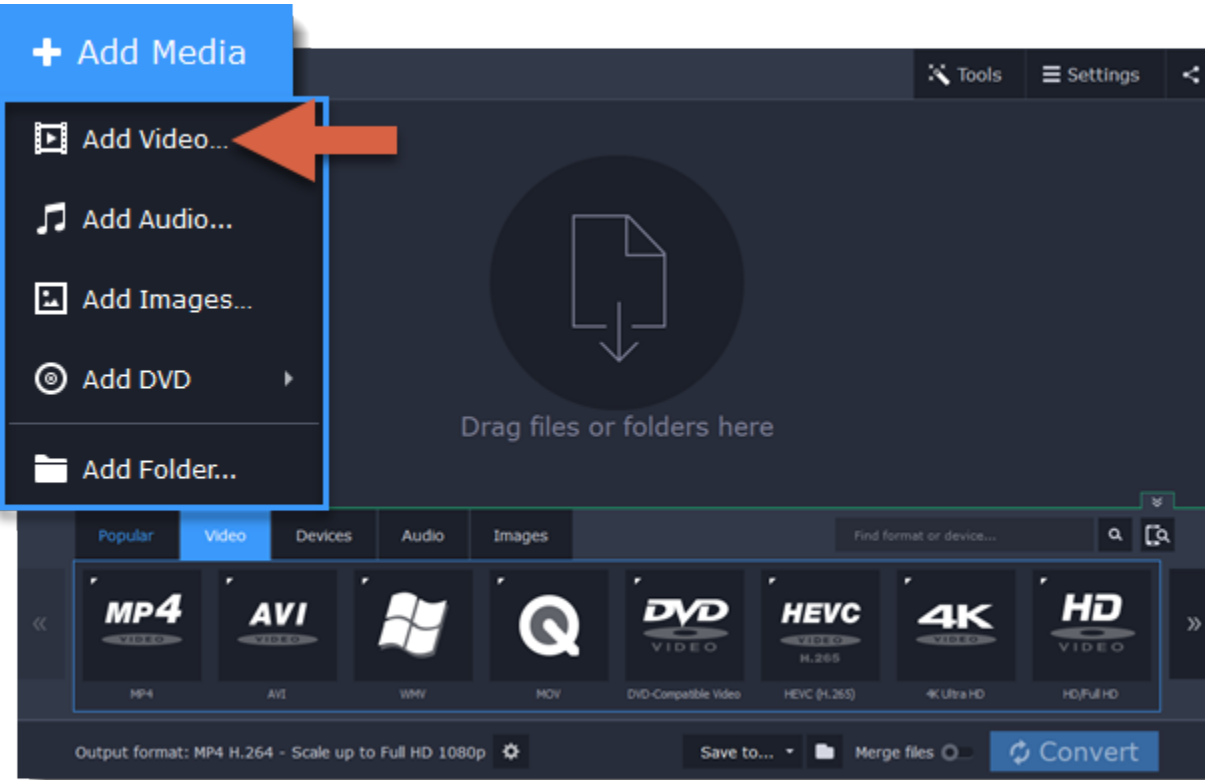 Add Media
Tools
Settings
Add Video...
Add Audio...
Add Images...
Add DVD
Add Folder...
Drag files or folders here
Popular
Video
Devices
Audio
Images
Find format or device...
MP4 VIDEO
AVI VIDEO
DVD VIDEO
HEVC VIDEO H.265
4K VIDEO
HD VIDEO
MP4
AVI
WMV
MOV
DVD-Compatible Video
HEVC (H.265)
4K Ultra HD
HD/Full HD
Output format: MP4 H.264 - Scale up to Full HD 1080p
Save to...
Merge files
Convert